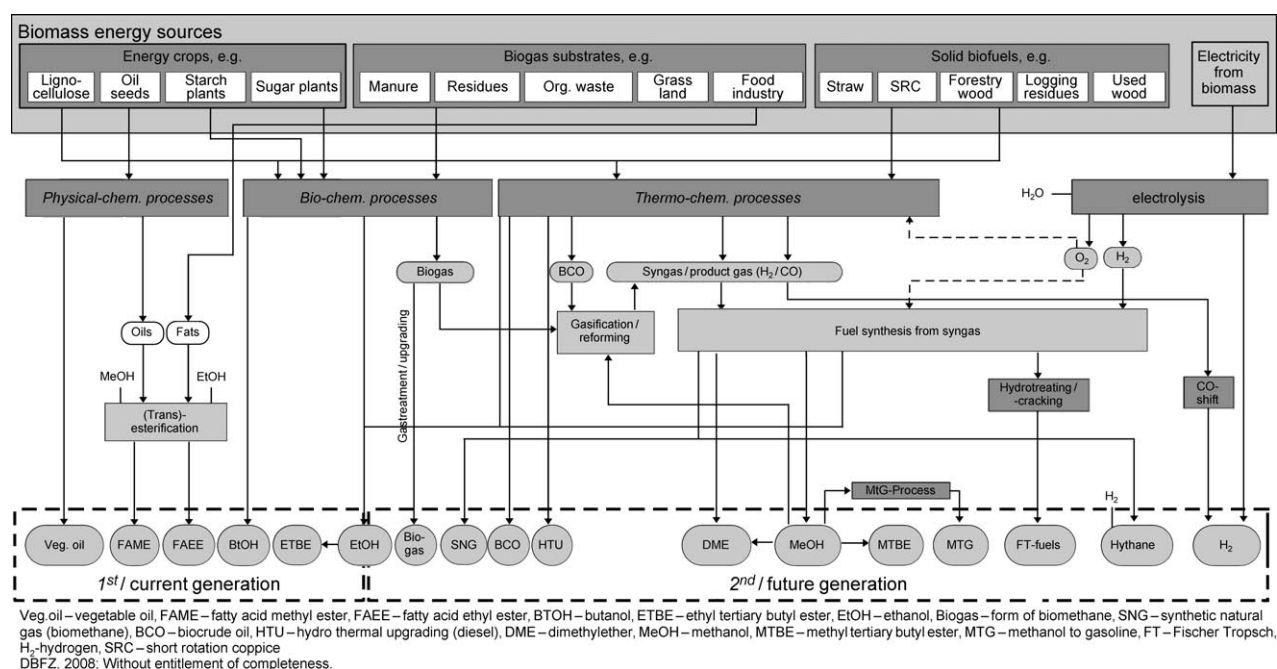 Biomass energy sources
Energy crops, e.g.
Ligno-
cellulose
Oil
seeds
Starch
plants
Sugar plants
Biogas substrates, e.g.
Manure
Residues
Org. waste
Grass
land
Food
industry
Solid biofuels, e.g.
Straw
SRC
Forestry
wood
Logging
residues
Used
wood
Electricity
from
biomass
Physical-chem. processes
Bio-chem. processes
Thermo-chem. processes
H₂O
electrolysis
Biogas
BCO
Syngas/product gas (H₂/CO)
O₂
H₂
Oils
Fats
Gastreatment/upgrading
Gasification/
reforming
Fuel synthesis from syngas
MeOH
EtOH
(Trans)-
esterification
Hydrotreating/
-cracking
CO-
shift
MtG-Process
H₂
Veg. oil
FAME
FAEE
BtOH
ETBE
EtOH
Bio-
gas
SNG
BCO
HTU
DME
MeOH
MTBE
MTG
FT-fuels
Hythane
H₂
1st / current generation
2nd / future generation
Veg.oil – vegetable oil, FAME – fatty acid methyl ester, FAEE – fatty acid ethyl ester, BTOH – butanol, ETBE – ethyl tertiary butyl ester, EtOH – ethanol, Biogas – form of biomethane, SNG – synthetic natural
gas (biomethane), BCO – biocrude oil, HTU – hydro thermal upgrading (diesel), DME – dimethylether, MeOH – methanol, MTBE – methyl tertiary butyl ester, MTG – methanol to gasoline, FT – Fischer Tropsch,
H₂-hydrogen, SRC – short rotation coppice
DBFZ, 2008; Without entitlement of completeness.